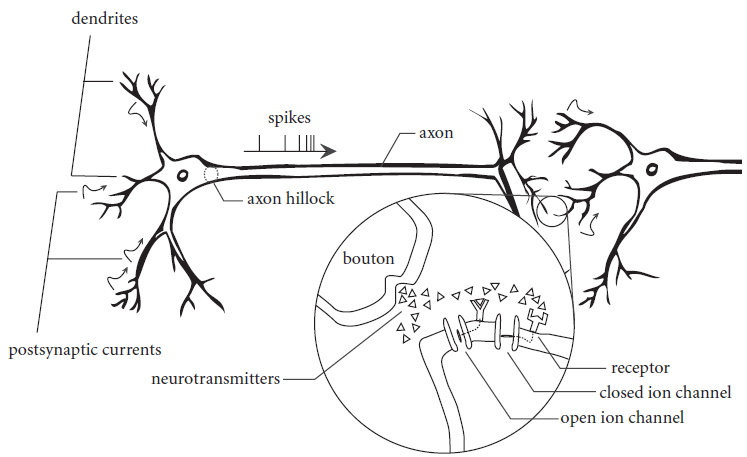 dendrites
spikes
axon
axon hillock
bouton
postsynaptic currents
neurotransmitters
receptor
closed ion channel
open ion channel